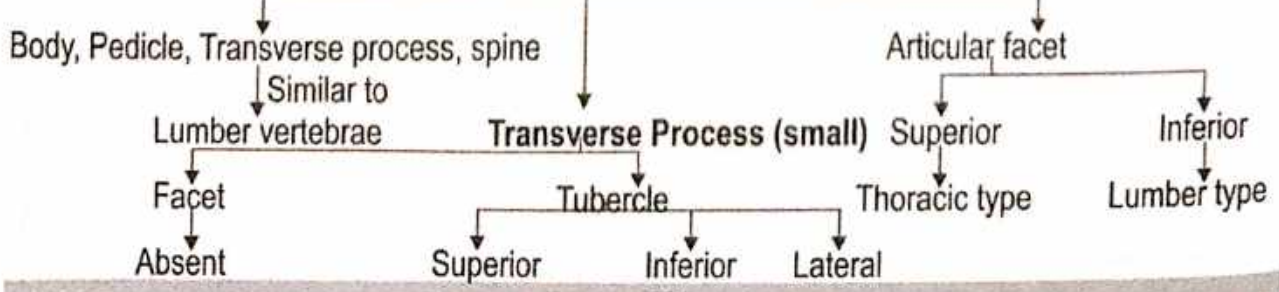 Body, Pedicle, Transverse process, spine
Articular facet
Similar to
Lumber vertebrae
Transverse Process (small)
Superior
Inferior
Facet
Tubercle
Thoracic type
Lumber type
Absent
Superior
Inferior
Lateral